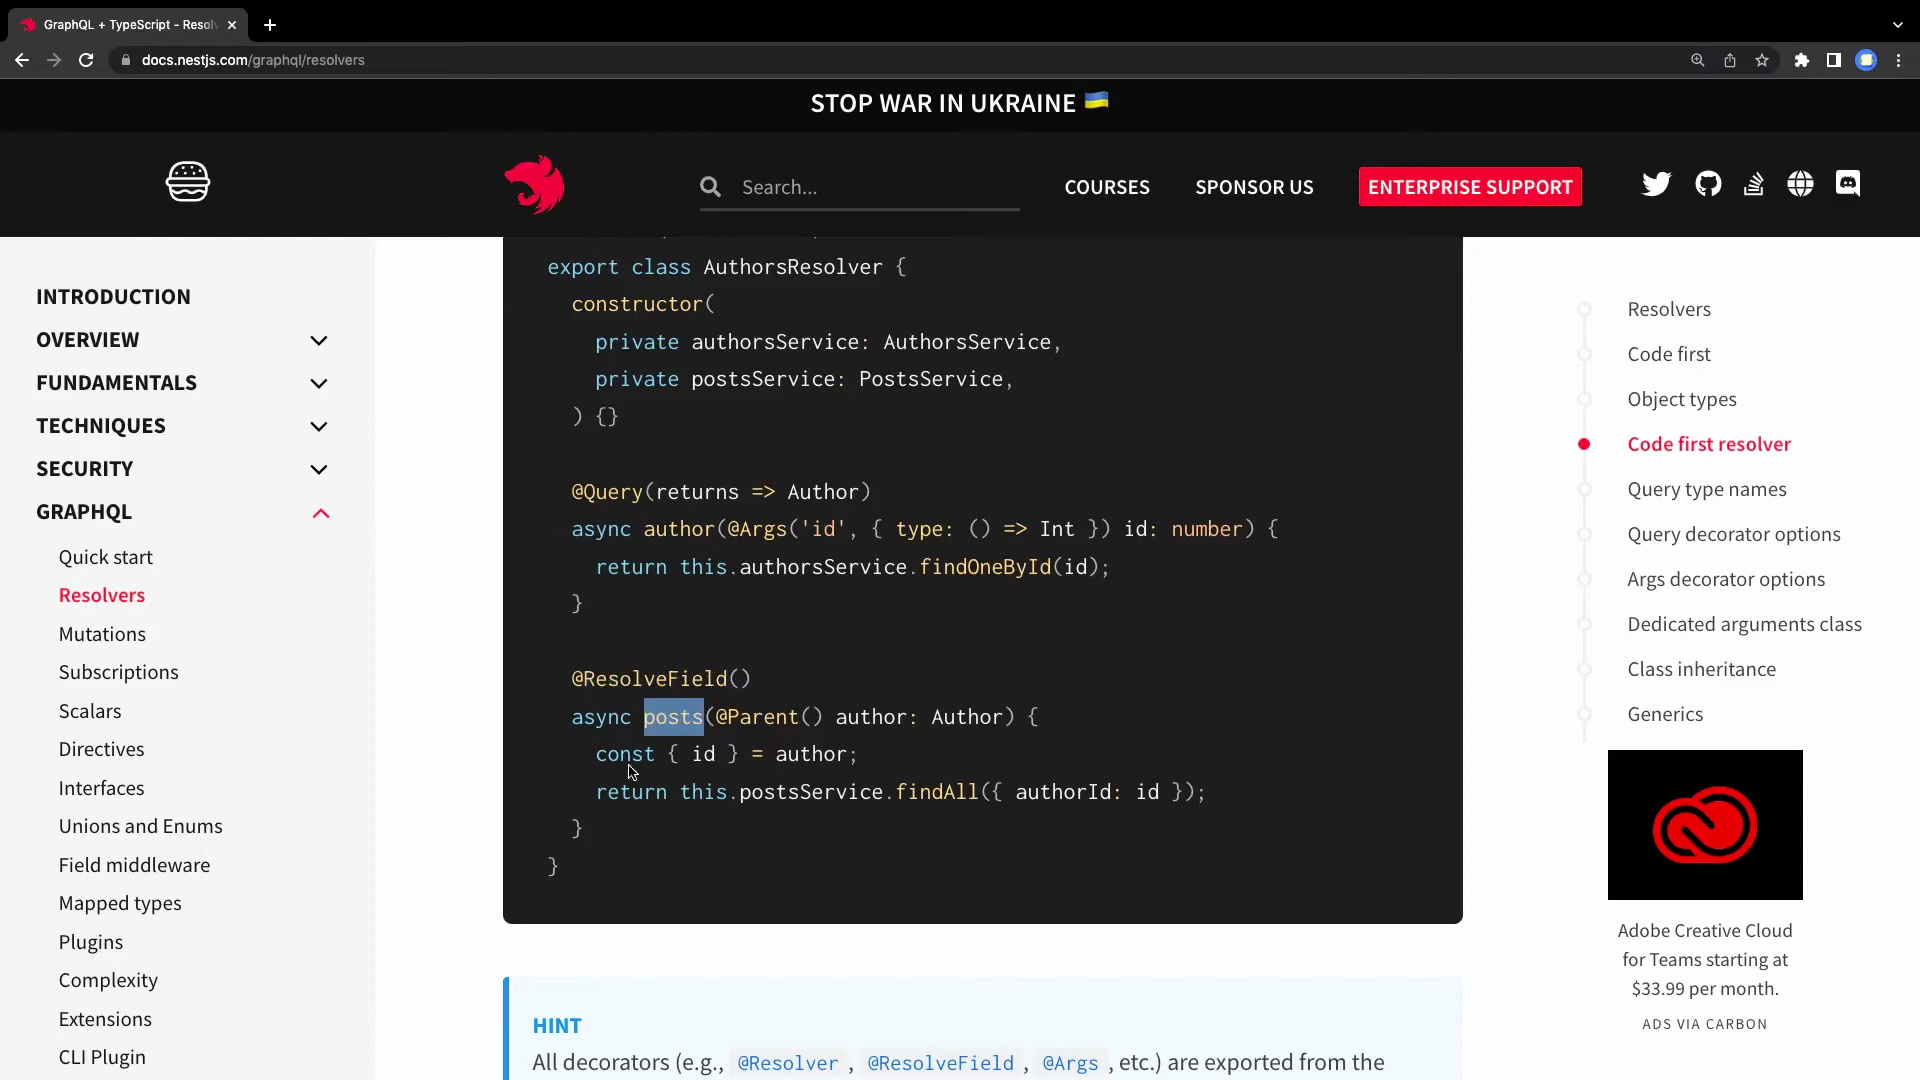 GraphQL + TypeScript - Resol
docs.nestjs.com/graphql/resolvers
STOP WAR IN UKRAINE 🇺🇦
Search...
COURSES
SPONSOR US
ENTERPRISE SUPPORT
INTRODUCTION
OVERVIEW
FUNDAMENTALS
TECHNIQUES
SECURITY
GRAPHQL
Quick start
Resolvers
Mutations
Subscriptions
Scalars
Directives
Interfaces
Unions and Enums
Field middleware
Mapped types
Plugins
Complexity
Extensions
CLI Plugin
export class AuthorsResolver {
constructor(
private authorsService: AuthorsService,
private postsService: PostsService,
) {}
@Query(returns => Author)
async author(@Args('id', { type: () => Int }) id: number) {
return this.authorsService.findOneById(id);
}
@ResolveField()
async posts(@Parent() author: Author) {
const { id } = author;
return this.postsService.findAll({ authorId: id });
}
}
HINT
All decorators (e.g., @Resolver , @ResolveField , @Args , etc.) are exported from the
Resolvers
Code first
Object types
Code first resolver
Query type names
Query decorator options
Args decorator options
Dedicated arguments class
Class inheritance
Generics
Adobe Creative Cloud
for Teams starting at
$33.99 per month.
ADS VIA CARBON